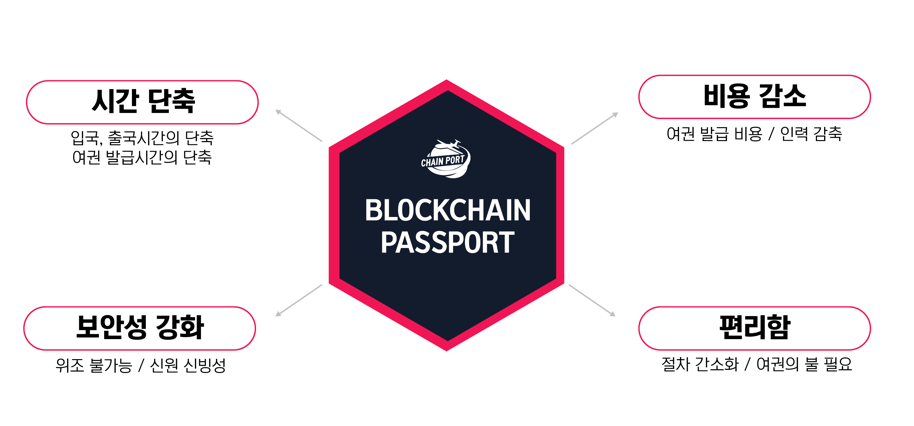 시간 단축
입국, 출국시간의 단축
여권 발급시간의 단축
비용 감소
여권 발급 비용 / 인력 감축
CHAIN PORT
BLOCKCHAIN
PASSPORT
보안성 강화
위조 불가능 / 신원 신빙성
편리함
절차 간소화 / 여권의 불 필요